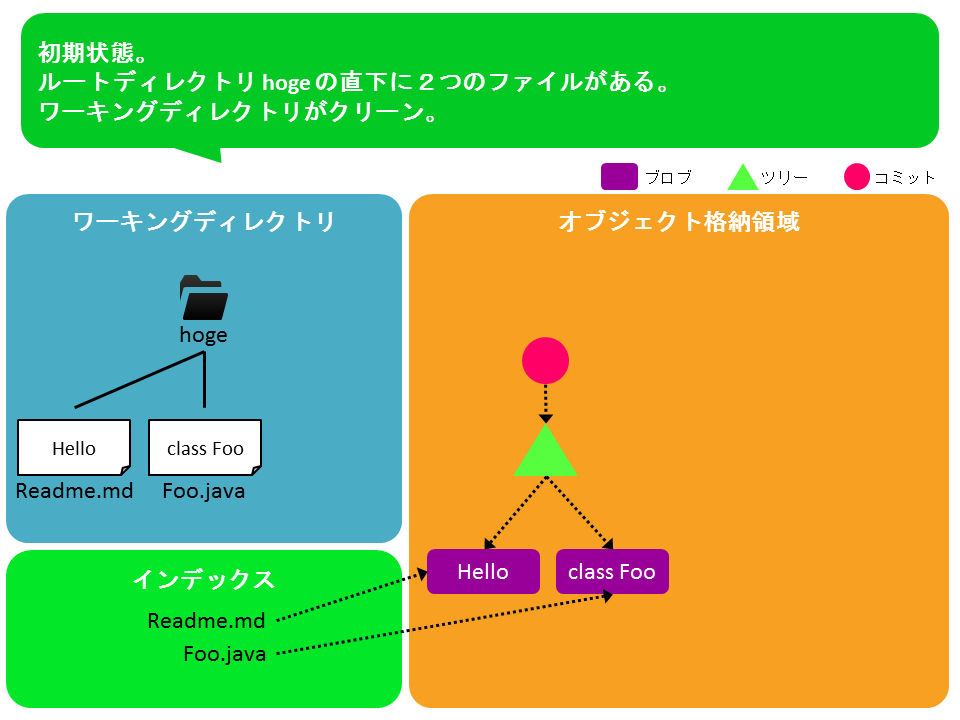 初期状態。
ルートディレクトリ hoge の直下に２つのファイルがある。
ワーキングディレクトリがクリーン。
ブロブ ツリー コミット
ワーキングディレクトリ
hoge
Hello class Foo
Readme.md Foo.java
オブジェクト格納領域
Hello class Foo
インデックス
Readme.md
Foo.java